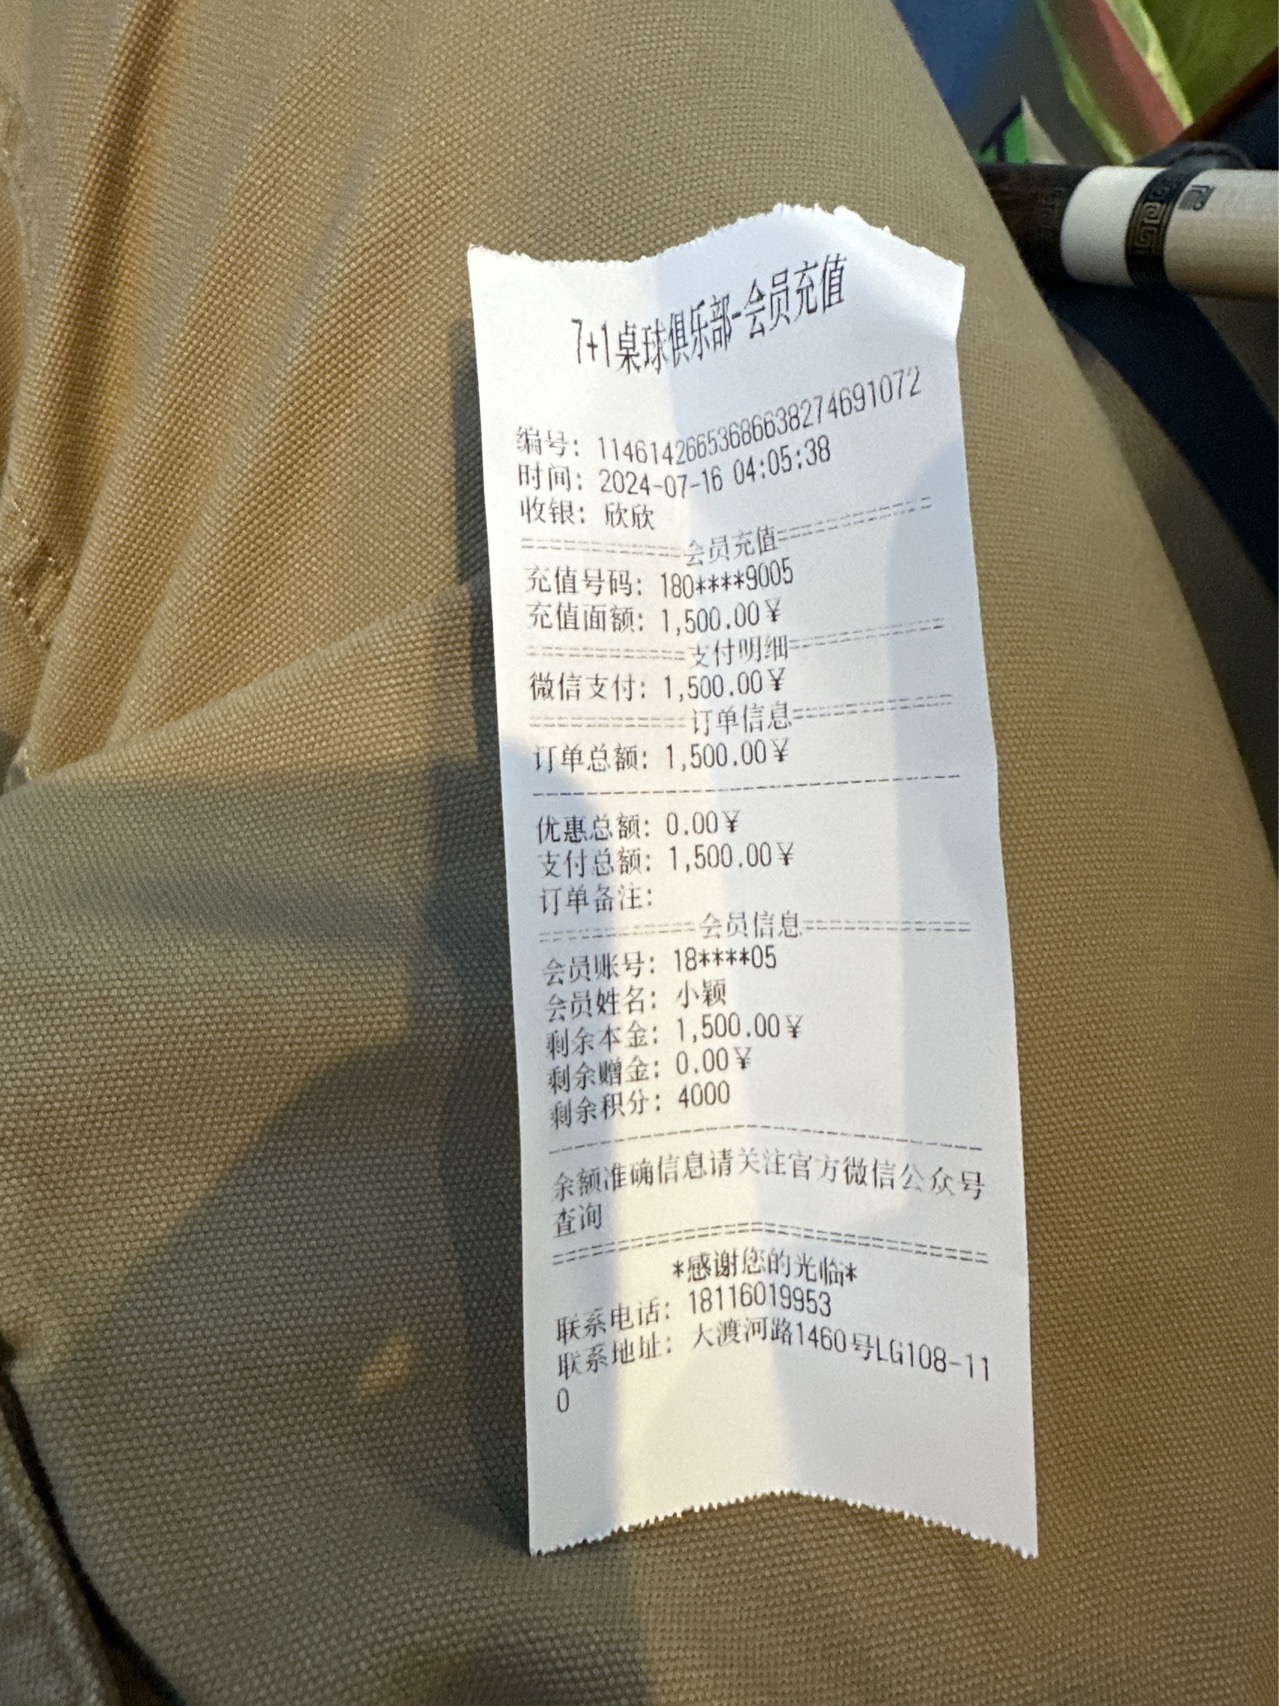 7+1桌球俱乐部-会员充值
编号: 11461426653686638274691072
时间: 2024-07-16 04:05:38
收银: 欣欣
==========会员充值==========
充值号码: 180****9005
充值面额: 1,500.00¥
==========支付明细==========
微信支付: 1,500.00¥
==========订单信息==========
订单总额: 1,500.00¥
优惠总额: 0.00¥
支付总额: 1,500.00¥
订单备注:
==========会员信息==========
会员账号: 18****05
会员姓名: 小颖
剩余本金: 1,500.00¥
剩余赠金: 0.00¥
剩余积分: 4000
余额准确信息请关注官方微信公众号
查询
*感谢您的光临*
联系电话: 18116019953
联系地址: 大渡河路1460号LG108-11
0